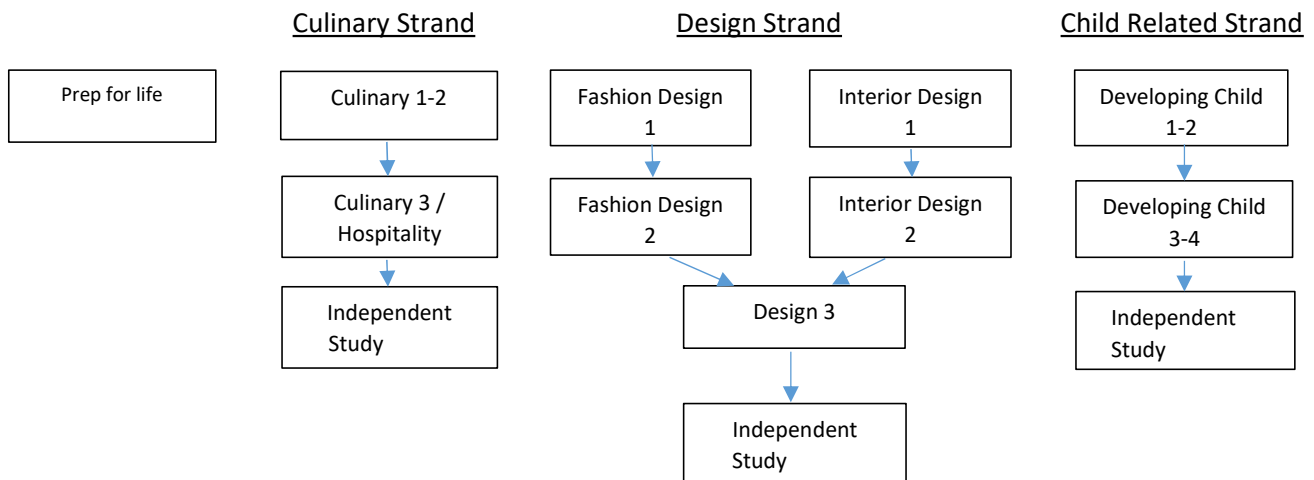 Culinary Strand
Design Strand
Child Related Strand
Prep for life
Culinary 1-2
Fashion Design
1
Interior Design
1
Developing Child
1-2
Culinary 3 /
Hospitality
Fashion Design
2
Interior Design
2
Developing Child
3-4
Independent
Study
Design 3
Independent
Study
Independent
Study